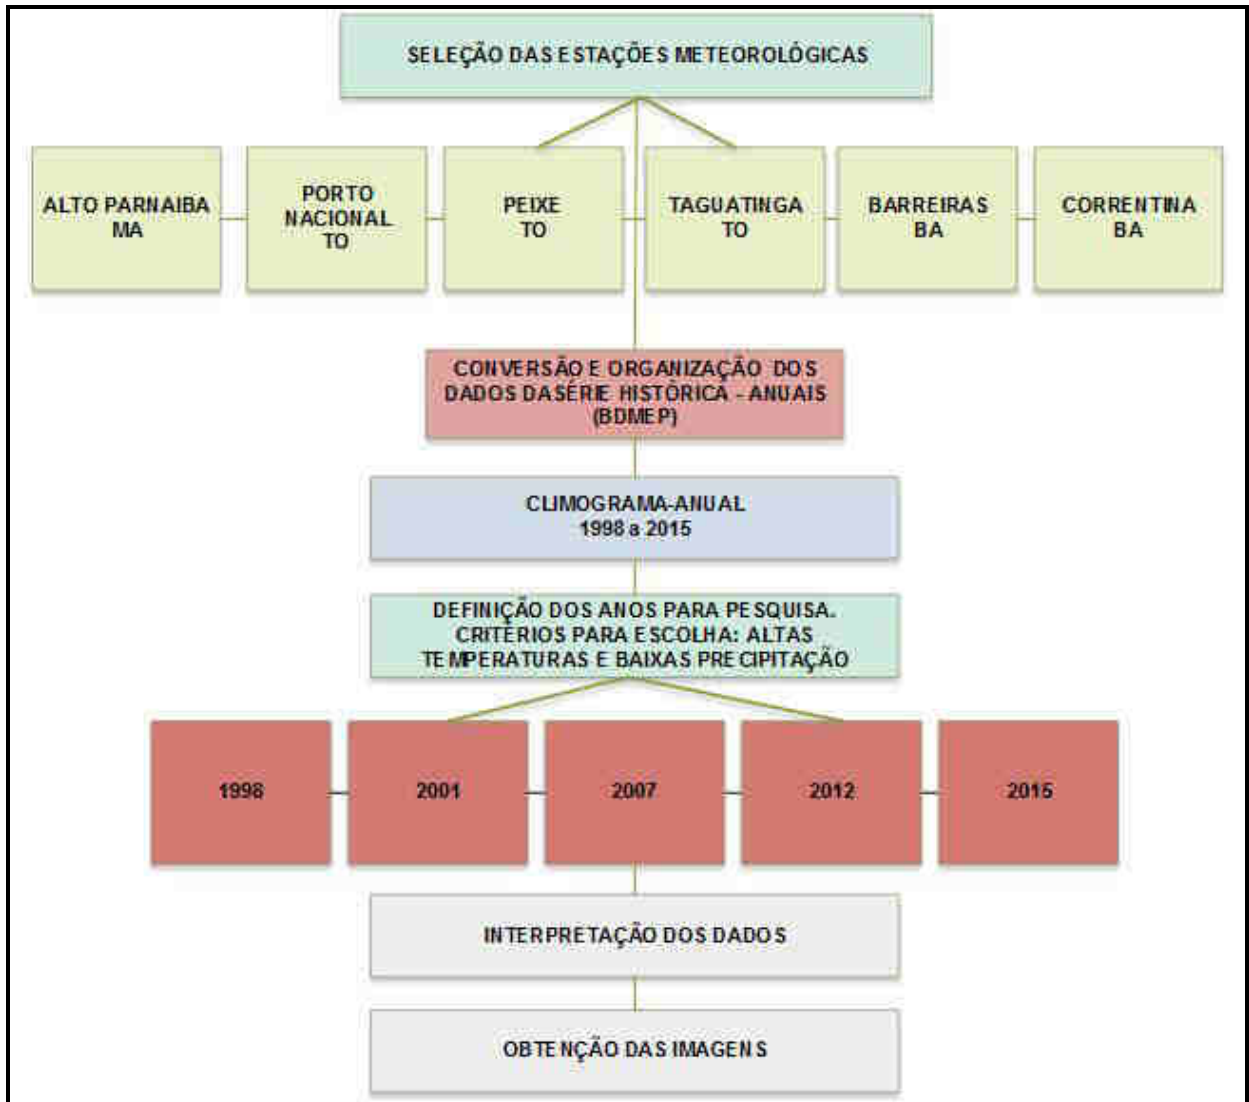 SELEÇÃO DAS ESTAÇÕES METEOROLÓGICAS
ALTO PARNAIBA
MA
PORTO
NACIONAL
TO
PEIXE
TO
TAGUATINGA
TO
BARREIRAS
BA
CORRENTINA
BA
CONVERSÃO E ORGANIZAÇÃO DOS
DADOS DASÉRIE HISTÓRICA - ANUAIS
(BDMEP)
CLIMOGRAMA-ANUAL
1998 a 2015
DEFINIÇÃO DOS ANOS PARA PESQUISA.
CRITÉRIOS PARA ESCOLHA: ALTAS
TEMPERATURAS E BAIXAS PRECIPITAÇÃO
1998
2001
2007
2012
2015
INTERPRETAÇÃO DOS DADOS
OBTENÇÃO DAS IMAGENS